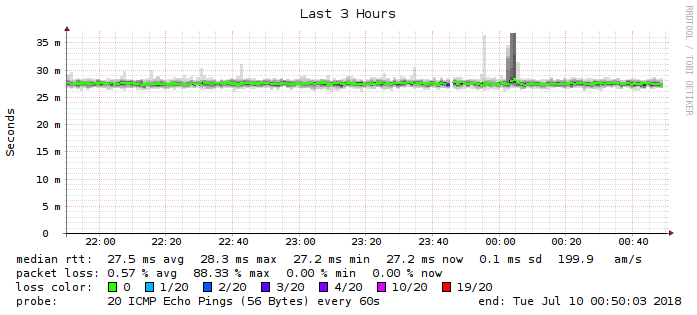 Last 3 Hours
RRDTOOL / TOBI OETIKER
Seconds
35 m
30 m
25 m
20 m
15 m
10 m
5 m
0
22:00 22:20 22:40 23:00 23:20 23:40 00:00 00:20 00:40
median rtt: 27.5 ms avg 28.3 ms max 27.2 ms min 27.2 ms now 0.1 ms sd 199.9 am/s
packet loss: 0.57 % avg 88.33 % max 0.00 % min 0.00 % now
loss color: 0 1/20 2/20 3/20 4/20 10/20 19/20
probe: 20 ICMP Echo Pings (56 Bytes) every 60s end: Tue Jul 10 00:50:03 2018